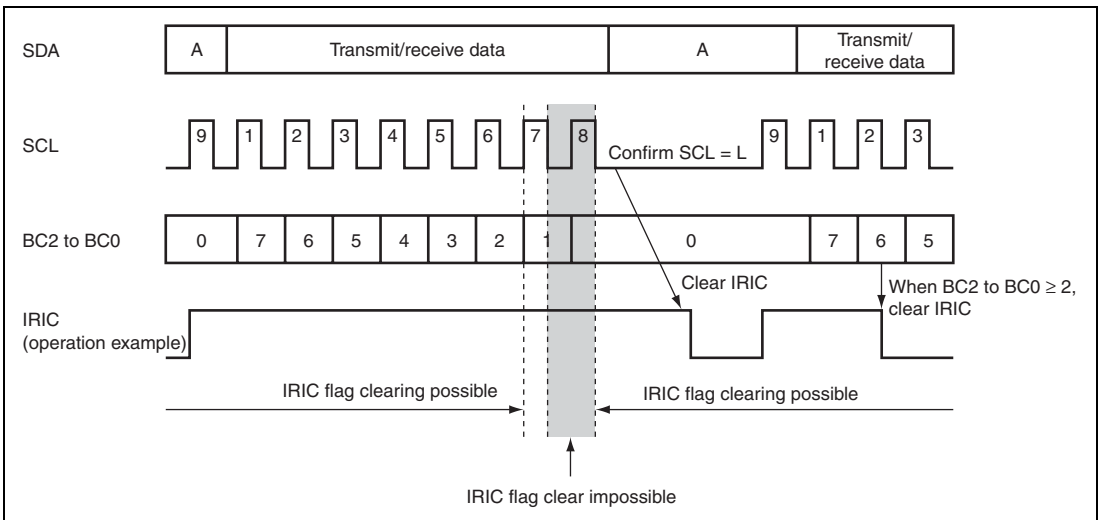 SDA
A
Transmit/receive data
A
Transmit/
receive data
SCL
9
1
2
3
4
5
6
7
8
Confirm SCL = L
9
1
2
3
BC2 to BC0
0
7
6
5
4
3
2
1
0
7
6
5
Clear IRIC
When BC2 to BC0 ≥ 2,
clear IRIC
IRIC
(operation example)
IRIC flag clearing possible
IRIC flag clearing possible
IRIC flag clear impossible